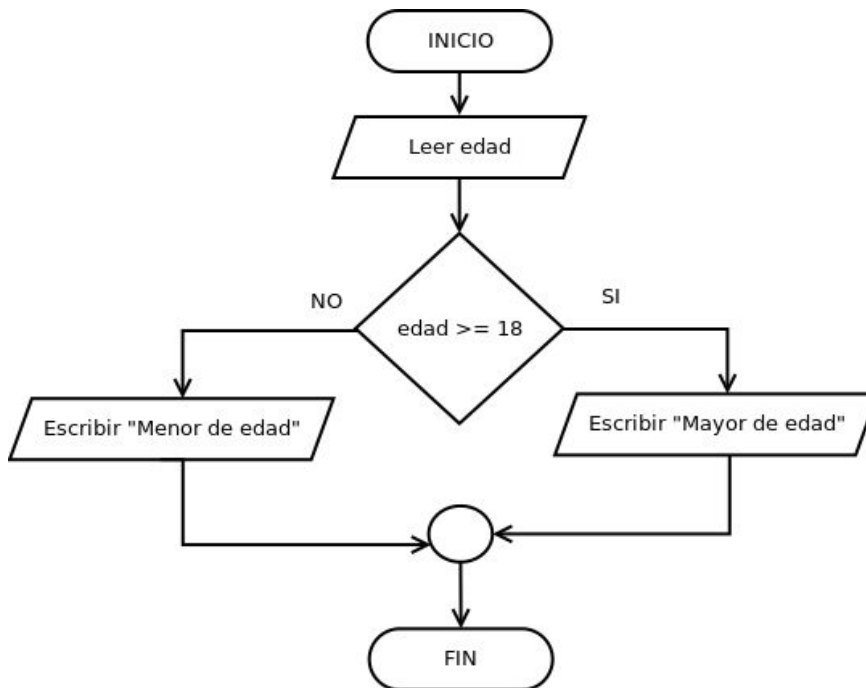 INICIO
Leer edad
NO
SI
edad >= 18
Escribir "Menor de edad"
Escribir "Mayor de edad"
FIN